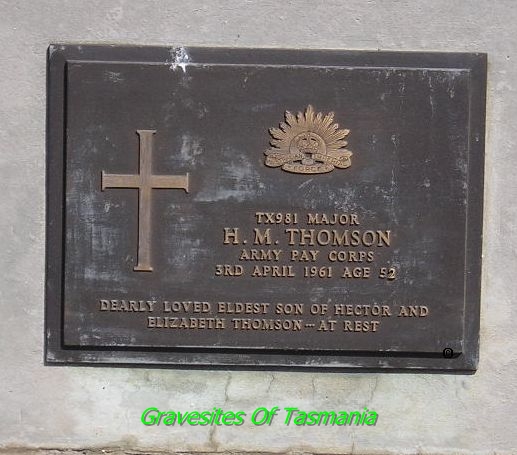 TX981 MAJOR
H. M. THOMSON
ARMY PAY CORPS
3RD APRIL 1961 AGE 52
DEARLY LOVED ELDEST SON OF HECTOR AND
ELIZABETH THOMSON--- AT REST
Gravesites Of Tasmania